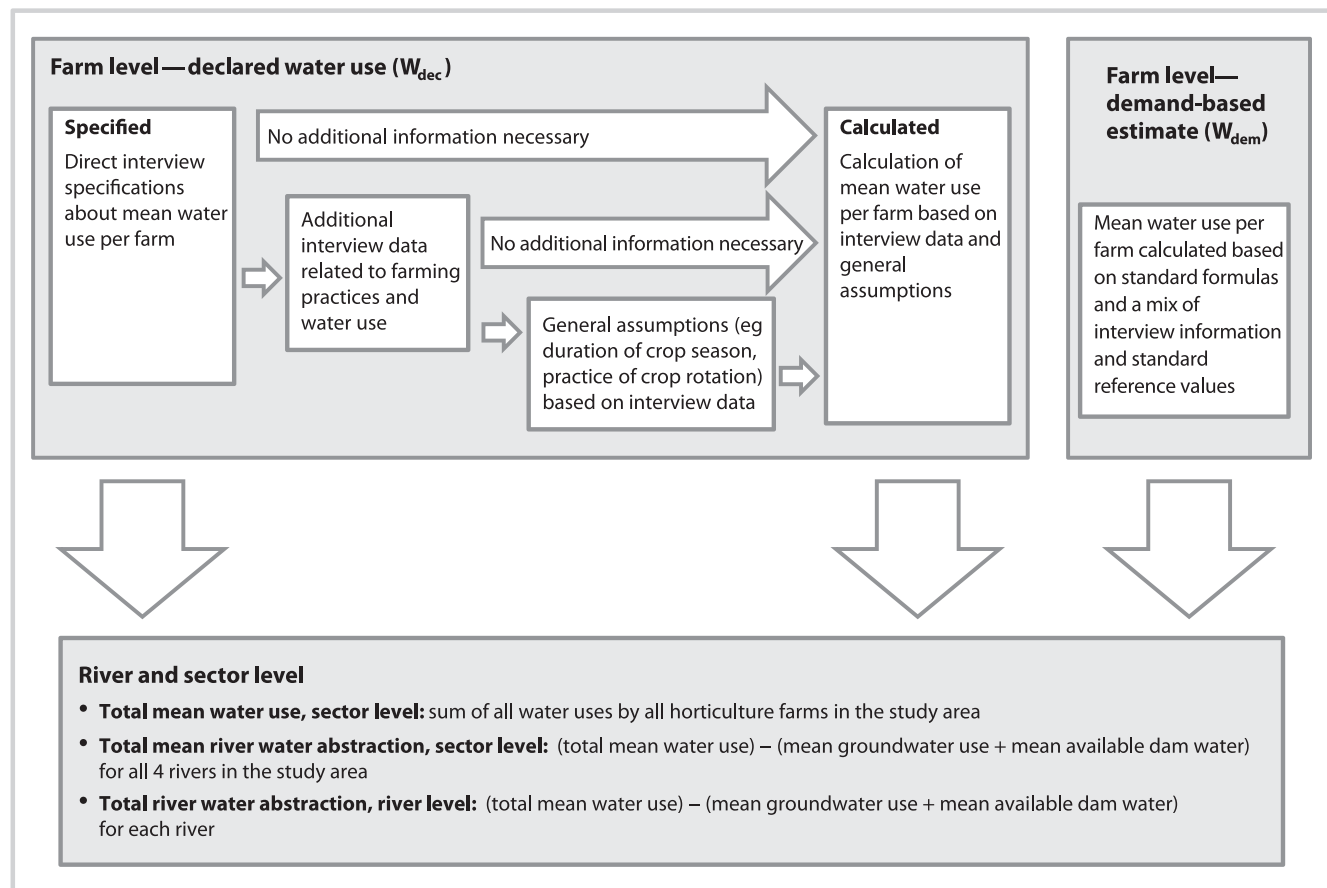 Farm level—declared water use (Wdec)
Specified
Direct interview
specifications
about mean water
use per farm
No additional information necessary
Additional
interview data
related to farming
practices and
water use
No additional information necessary
General assumptions (eg
duration of crop season,
practice of crop rotation)
based on interview data
Calculated
Calculation of
mean water use
per farm based on
interview data and
general
assumptions
Farm level—
demand-based
estimate (Wdem)
Mean water use per
farm calculated based
on standard formulas
and a mix of
interview information
and standard
reference values
River and sector level
• Total mean water use, sector level: sum of all water uses by all horticulture farms in the study area
• Total mean river water abstraction, sector level: (total mean water use) – (mean groundwater use + mean available dam water)
for all 4 rivers in the study area
• Total river water abstraction, river level: (total mean water use) – (mean groundwater use + mean available dam water)
for each river